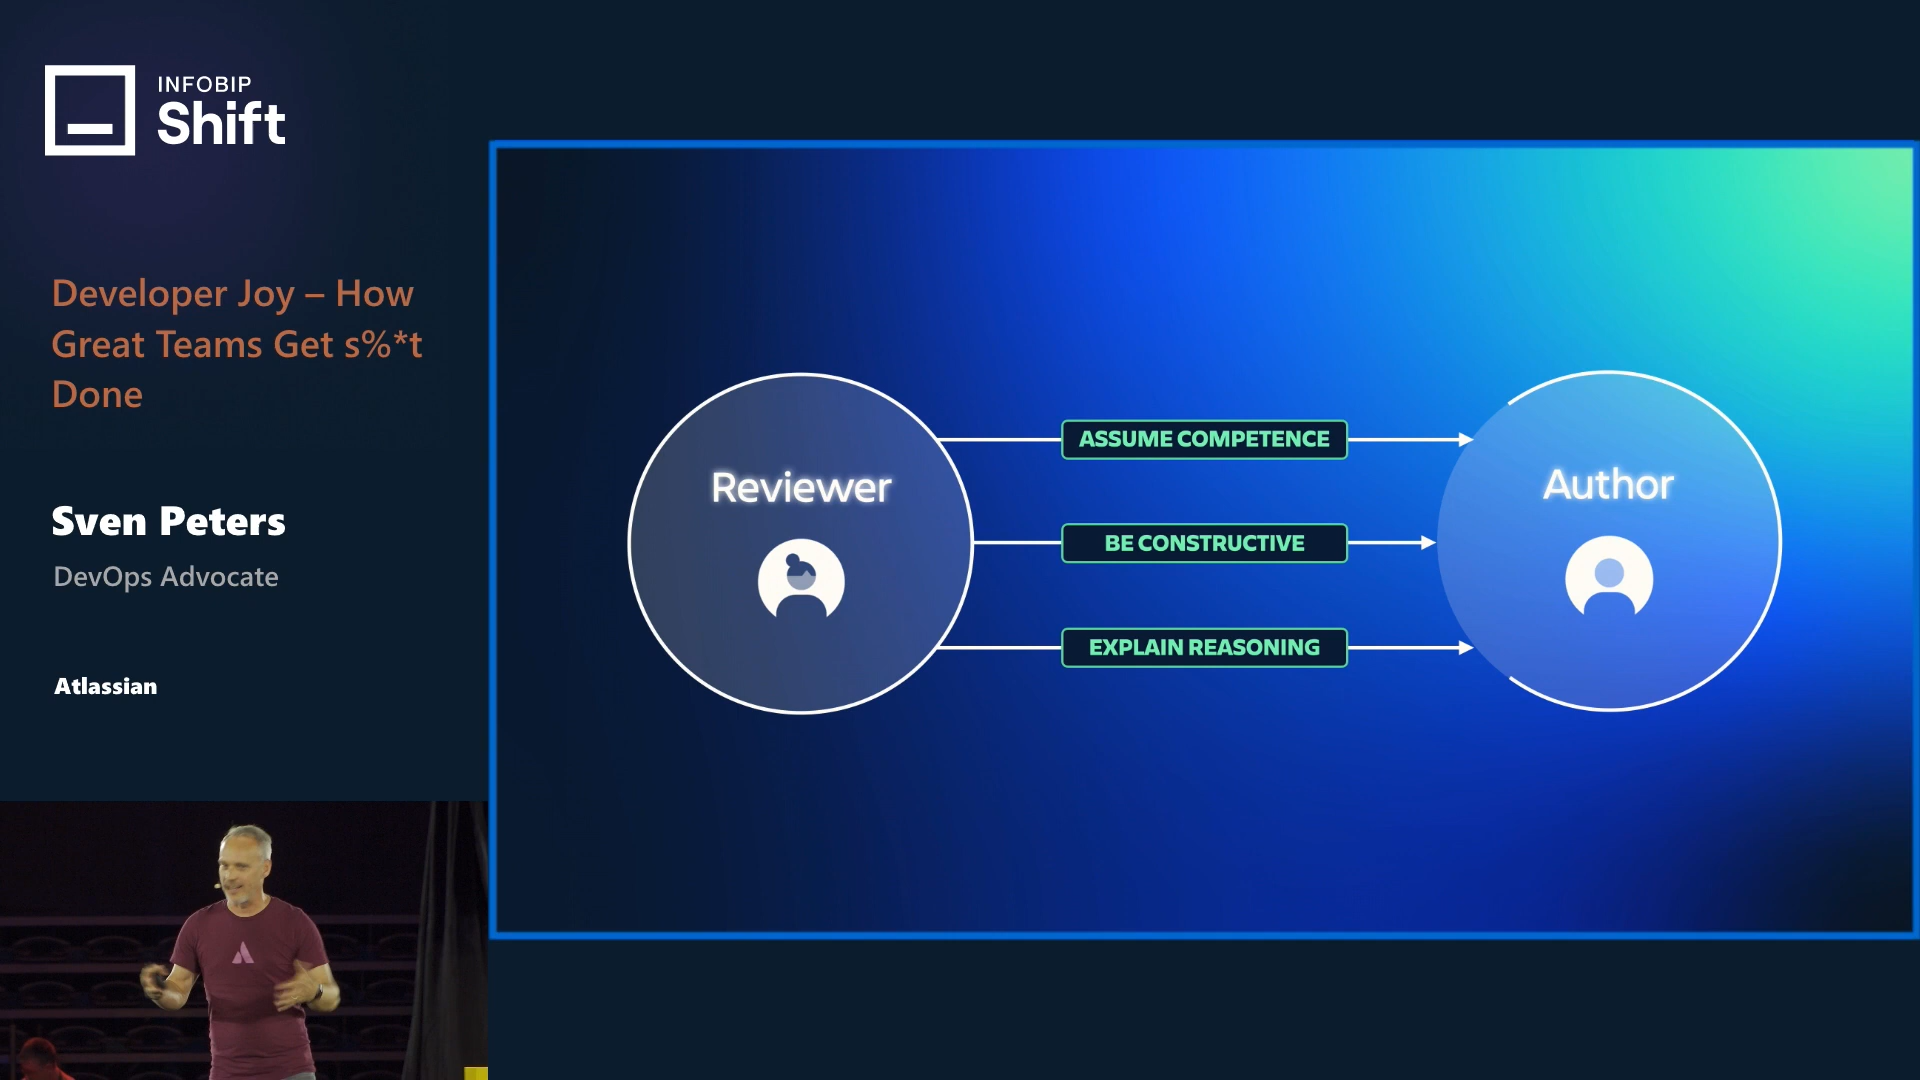 INFOBIP
Shift
Developer Joy – How
Great Teams Get s%*t
Done
Sven Peters
DevOps Advocate
Atlassian
Reviewer
ASSUME COMPETENCE
BE CONSTRUCTIVE
EXPLAIN REASONING
Author